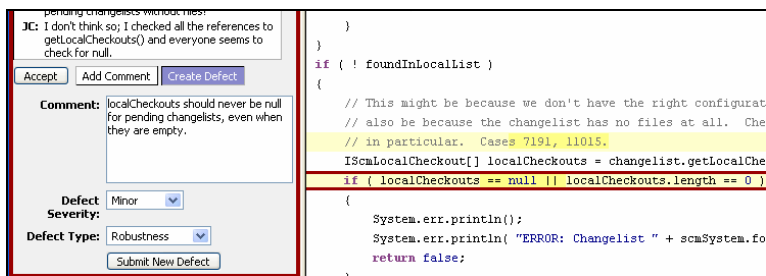 pending changelists without files!
JC: I don't think so; I checked all the references to
getLocalCheckouts() and everyone seems to
check for null.
Accept Add Comment Create Defect
Comment: localCheckouts should never be null
for pending changelists, even when
they are empty.
Defect Severity: Minor
Defect Type: Robustness
Submit New Defect
}
}
if ( ! foundInLocalList )
{
// This might be because we don't have the right configurat
// also be because the changelist has no files at all. Che
// in particular. Cases 7191, 11015.
IScmLocalCheckout[] localCheckouts = changelist.getLocalChe
if ( localCheckouts == null || localCheckouts.length == 0 )
{
System.err.println();
System.err.println( "ERROR: Changelist " + scmSystem.fo
return false;
}